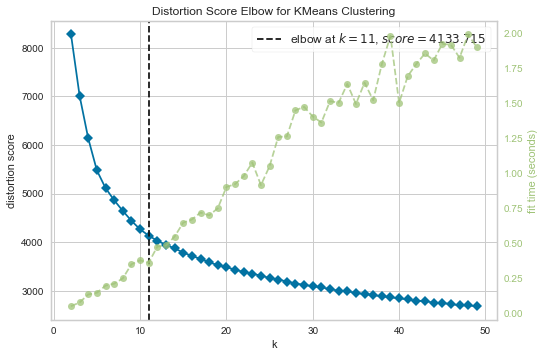 Distortion Score Elbow for KMeans Clustering
elbow at k = 11, score = 4133.715
distortion score
8000
7000
6000
5000
4000
3000
0 10 20 30 40 50
k
2.00
1.75
1.50
1.25
1.00
0.75
0.50
0.25
0.00
fit time (seconds)